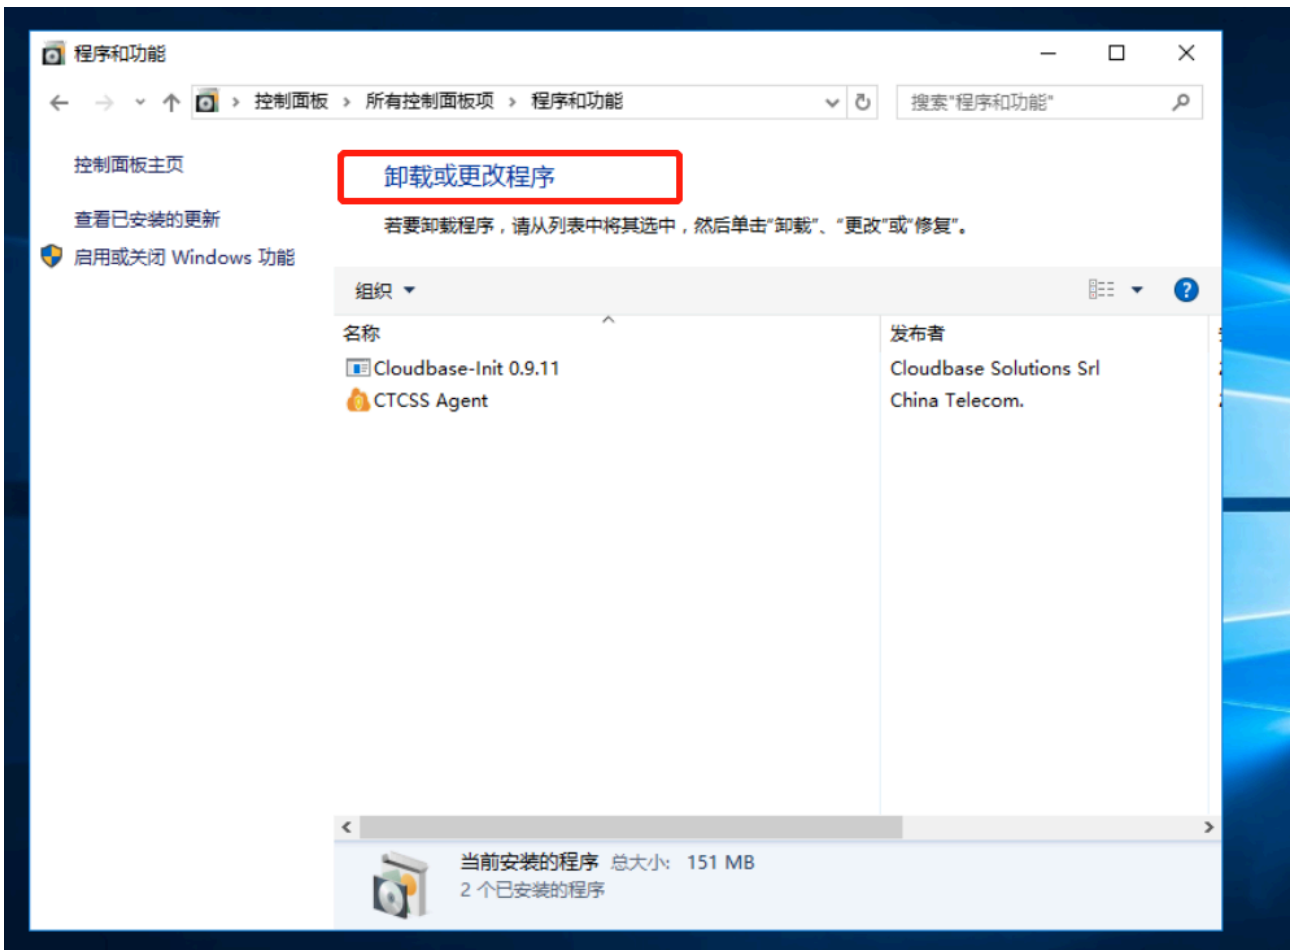 程序和功能
控制面板 › 所有控制面板项 › 程序和功能
搜索"程序和功能"
控制面板主页
查看已安装的更新
启用或关闭 Windows 功能
卸载或更改程序
若要卸载程序，请从列表中将其选中，然后单击"卸载"、"更改"或"修复"。
组织
名称 发布者
Cloudbase-Init 0.9.11 Cloudbase Solutions Srl
CTCSS Agent China Telecom.
当前安装的程序 总大小: 151 MB
2 个已安装的程序